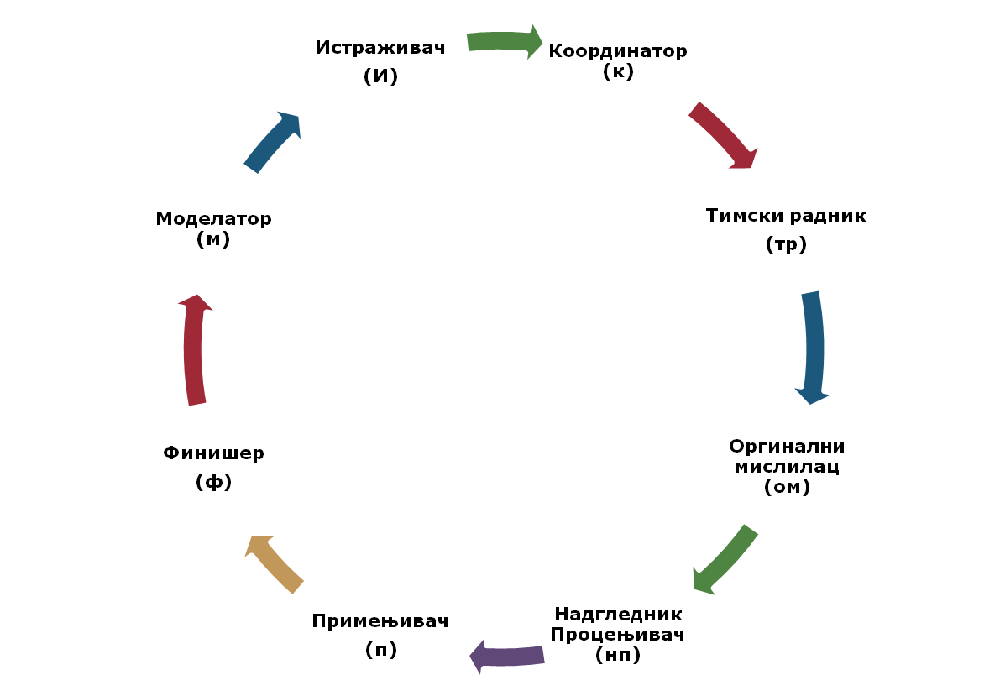 Истраживач
(И)
Координатор
(к)
Тимски радник
(тр)
Оргинални
мислилац
(ом)
Надгледник
Процењивач
(нп)
Примењивач
(п)
Финишер
(ф)
Моделатор
(м)